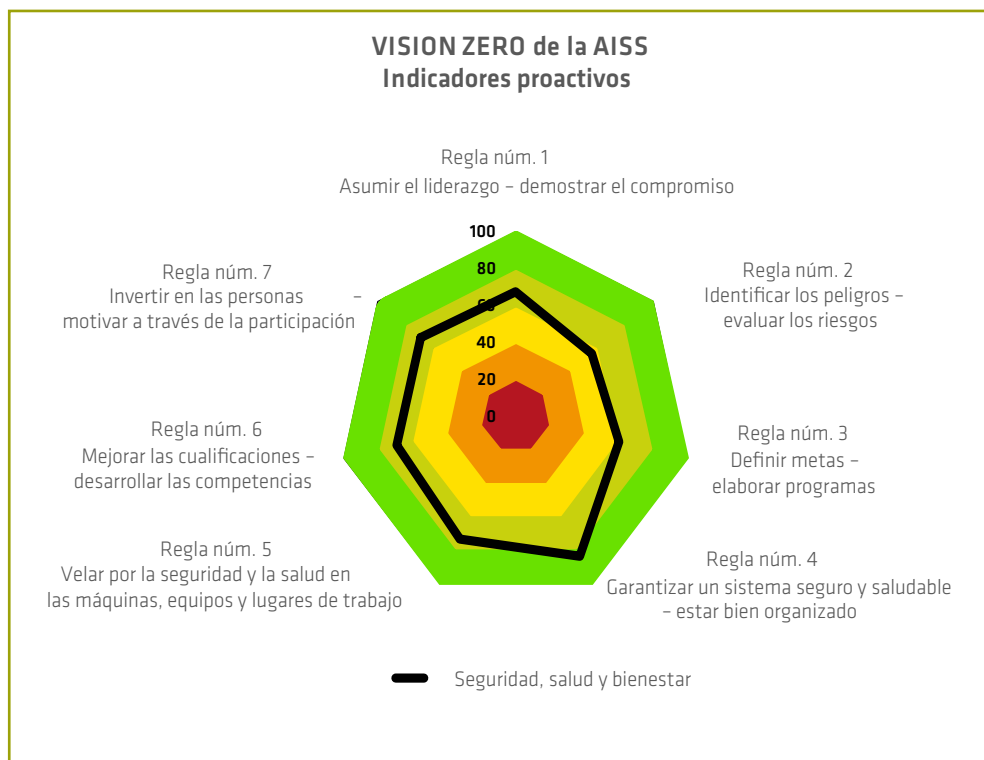 VISION ZERO de la AISS
Indicadores proactivos
Regla núm. 1
Asumir el liderazgo – demostrar el compromiso
100
80
60
40
20
0
Regla núm. 2
Identificar los peligros –
evaluar los riesgos
Regla núm. 3
Definir metas –
elaborar programas
Regla núm. 4
Garantizar un sistema seguro y saludable
– estar bien organizado
Regla núm. 5
Velar por la seguridad y la salud en
las máquinas, equipos y lugares de trabajo
Regla núm. 6
Mejorar las cualificaciones –
desarrollar las competencias
Regla núm. 7
Invertir en las personas –
motivar a través de la participación
Seguridad, salud y bienestar